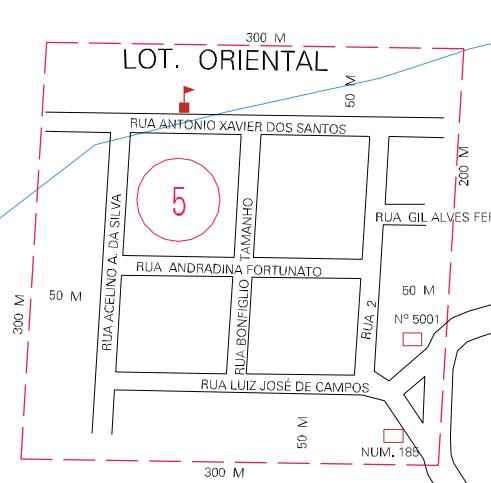 300 M
LOT. ORIENTAL
50 M
RUA ANTONIO XAVIER DOS SANTOS
200 M
5
RUA ACELINO A. DA SILVA
RUA BONFIGLIO TAMANHO
RUA GIL ALVES FER
RUA ANDRADINA FORTUNATO
50 M
50 M
300 M
RUA 2
Nº 5001
RUA LUIZ JOSÉ DE CAMPOS
50 M
NUM. 185
300 M